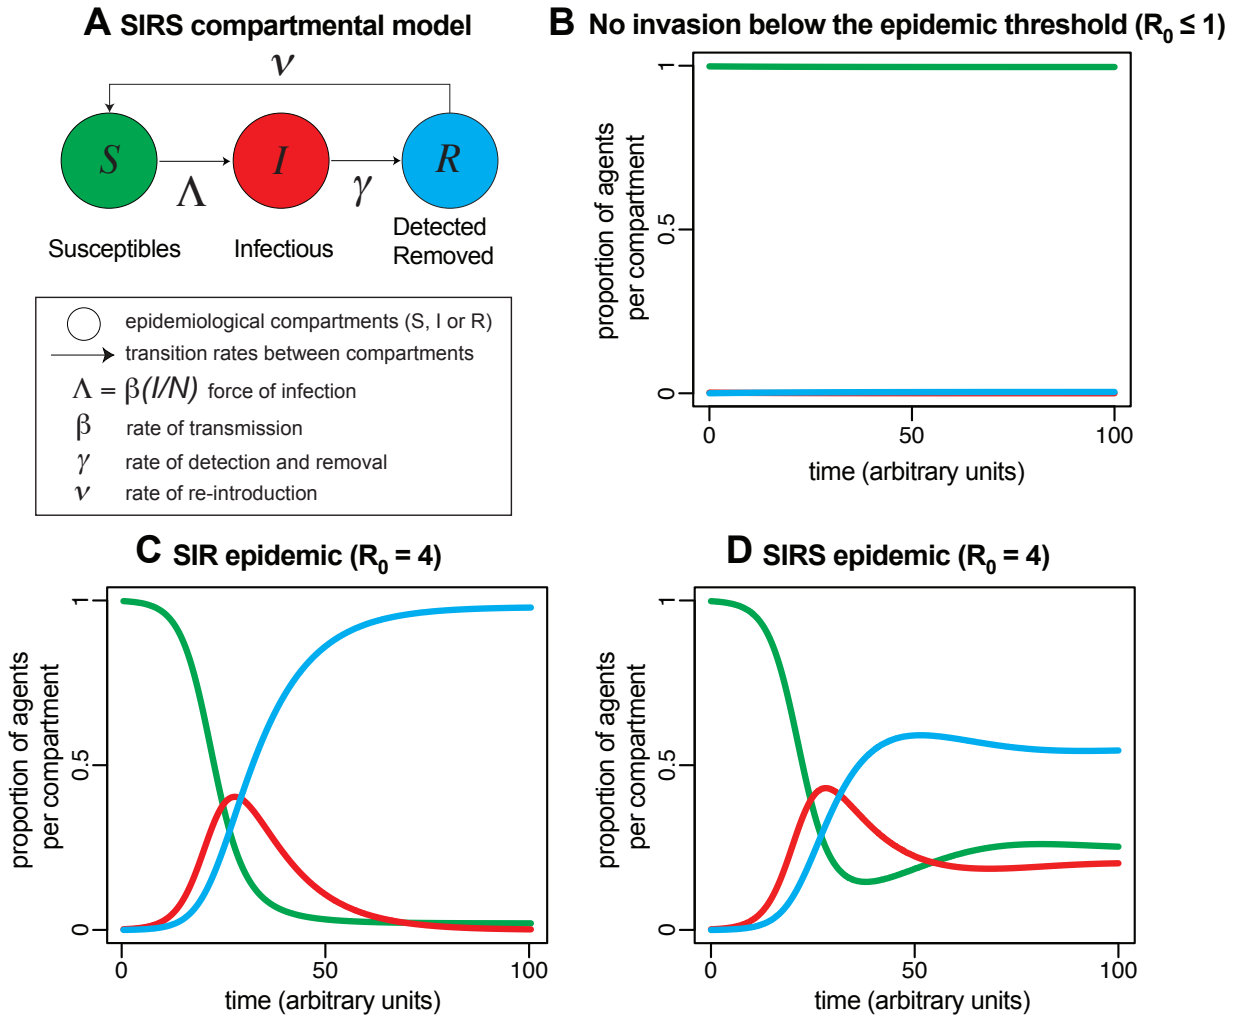 A SIRS compartmental model
ν
S
I
R
Λ
γ
Susceptibles
Infectious
Detected
Removed
epidemiological compartments (S, I or R)
transition rates between compartments
Λ = β(I/N) force of infection
β rate of transmission
γ rate of detection and removal
ν rate of re-introduction
B No invasion below the epidemic threshold (R₀ ≤ 1)
proportion of agents
per compartment
1
0.5
0
0 50 100
time (arbitrary units)
C SIR epidemic (R₀ = 4)
proportion of agents
per compartment
1
0.5
0
0 50 100
time (arbitrary units)
D SIRS epidemic (R₀ = 4)
proportion of agents
per compartment
1
0.5
0
0 50 100
time (arbitrary units)